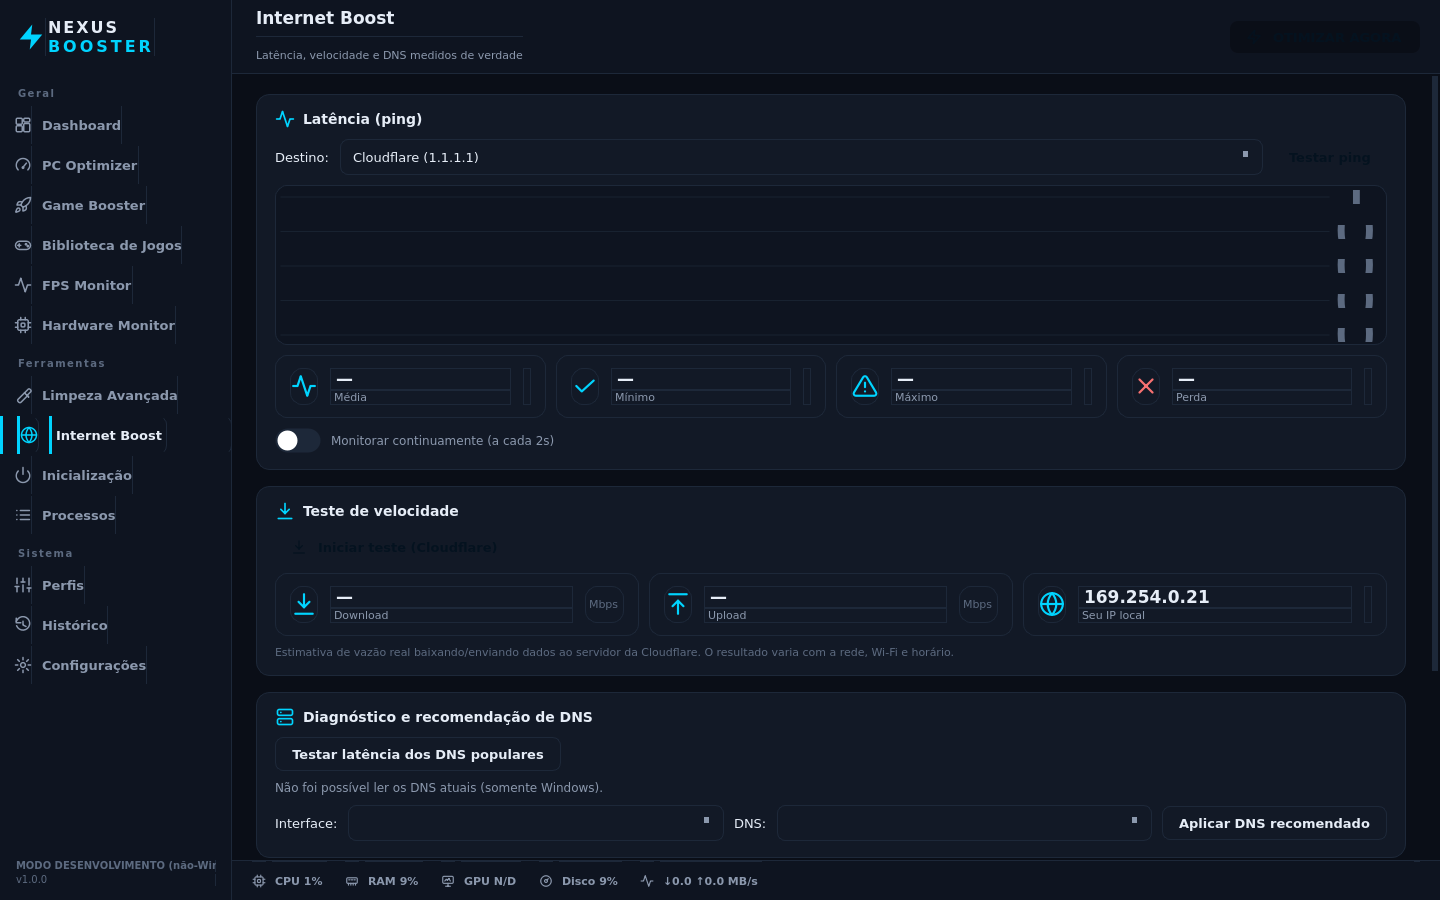 NEXUS
BOOSTER
Geral
Dashboard
PC Optimizer
Game Booster
Biblioteca de Jogos
FPS Monitor
Hardware Monitor
Ferramentas
Limpeza Avançada
Internet Boost
Inicialização
Processos
Sistema
Perfis
Histórico
Configurações
MODO DESENVOLVIMENTO (não-Wir
v1.0.0
Internet Boost
Latência, velocidade e DNS medidos de verdade
Latência (ping)
Destino: Cloudflare (1.1.1.1) Testar ping
— Média
— Mínimo
— Máximo
— Perda
Monitorar continuamente (a cada 2s)
Teste de velocidade
Iniciar teste (Cloudflare)
— Download Mbps
— Upload Mbps
169.254.0.21
Seu IP local
Estimativa de vazão real baixando/enviando dados ao servidor da Cloudflare. O resultado varia com a rede, Wi-Fi e horário.
Diagnóstico e recomendação de DNS
Testar latência dos DNS populares
Não foi possível ler os DNS atuais (somente Windows).
Interface: DNS: Aplicar DNS recomendado
CPU 1% RAM 9% GPU N/D Disco 9% ↓0.0 ↑0.0 MB/s